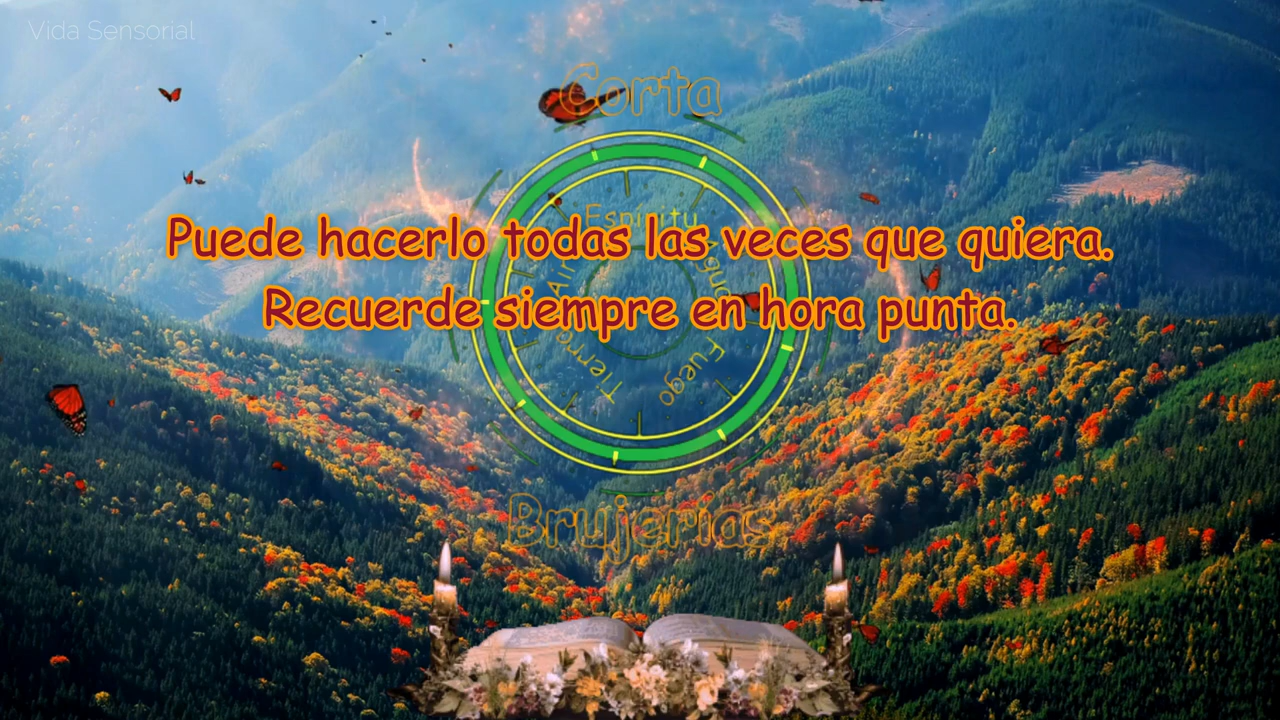 Vida Sensorial
Corta
Espíritu
Puede hacerlo todas las veces que quiera.
Aire
Agua
Recuerde siempre en hora punta.
Tierra
Fuego
Brujerías